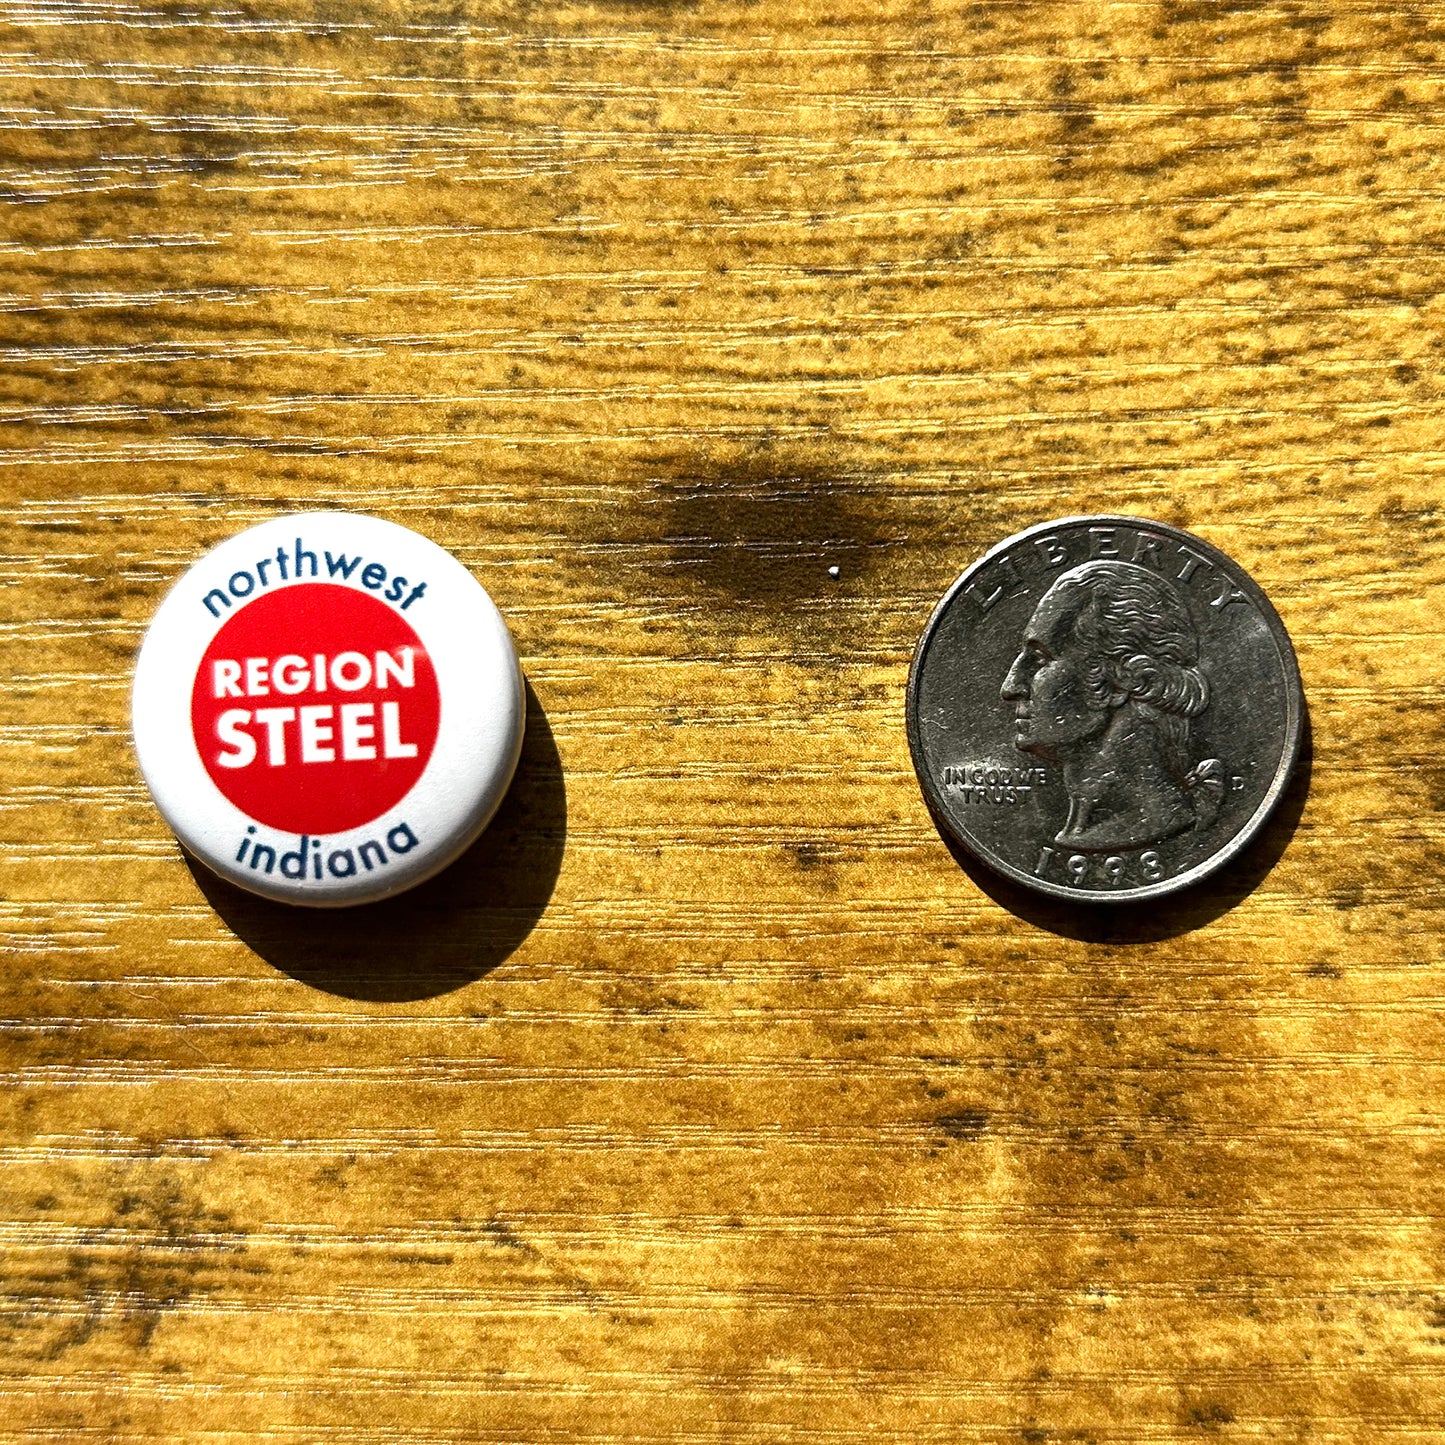 northwest
REGION
STEEL
indiana
LIBERTY
IN GOD WE
TRUST
D
1998